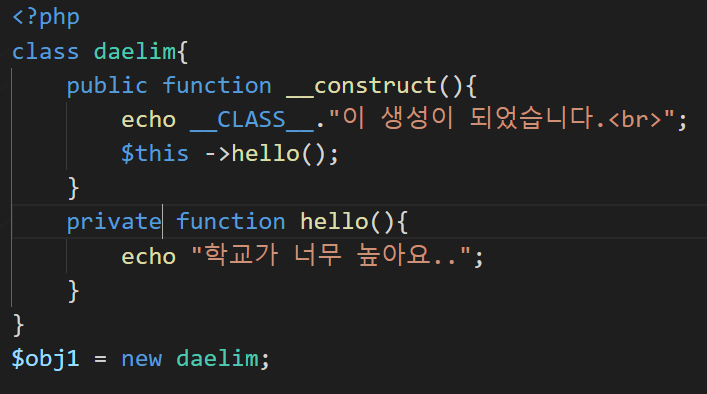 <?php
class daelim{
    public function __construct(){
        echo __CLASS__."이 생성이 되었습니다.<br>";
        $this ->hello();
    }
    private function hello(){
        echo "학교가 너무 높아요..";
    }
}
$obj1 = new daelim;